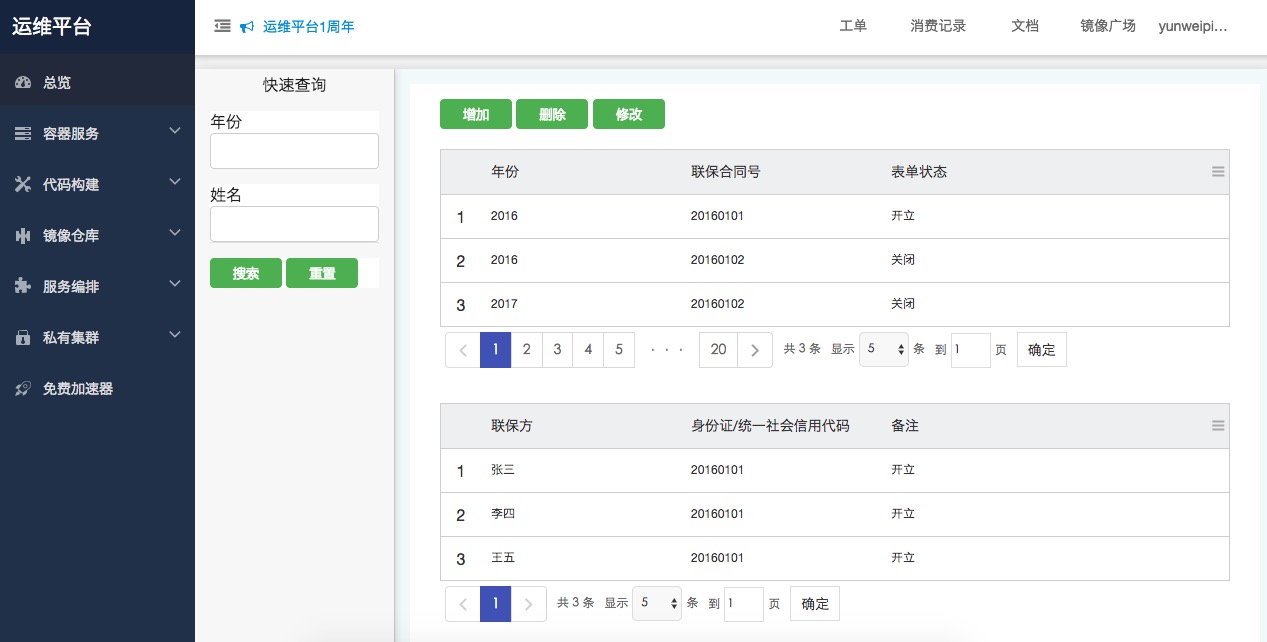 运维平台
运维平台1周年
工单 消费记录 文档 镜像广场 yunweipi...
总览
容器服务
代码构建
镜像仓库
服务编排
私有集群
免费加速器
快速查询
年份
姓名
搜索 重置
增加 删除 修改
年份 联保合同号 表单状态
1 2016 20160101 开立
2 2016 20160102 关闭
3 2017 20160102 关闭
1 2 3 4 5 · · · 20 共 3 条 显示 5 条 到 1 页 确定
联保方 身份证/统一社会信用代码 备注
1 张三 20160101 开立
2 李四 20160101 开立
3 王五 20160101 开立
1 共 3 条 显示 5 条 到 1 页 确定